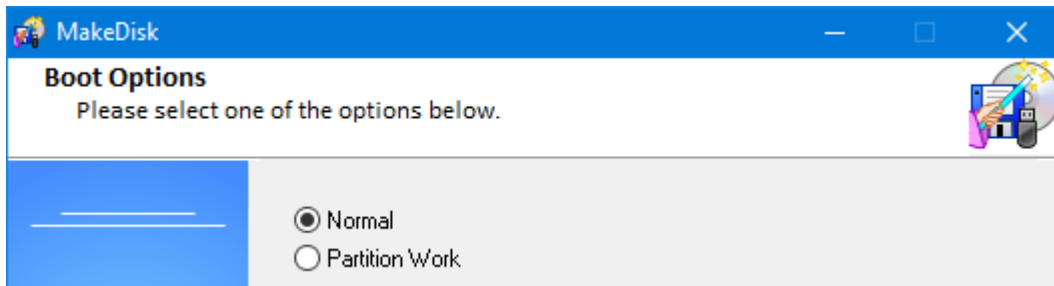 MakeDisk
Boot Options
Please select one of the options below.
Normal
Partition Work